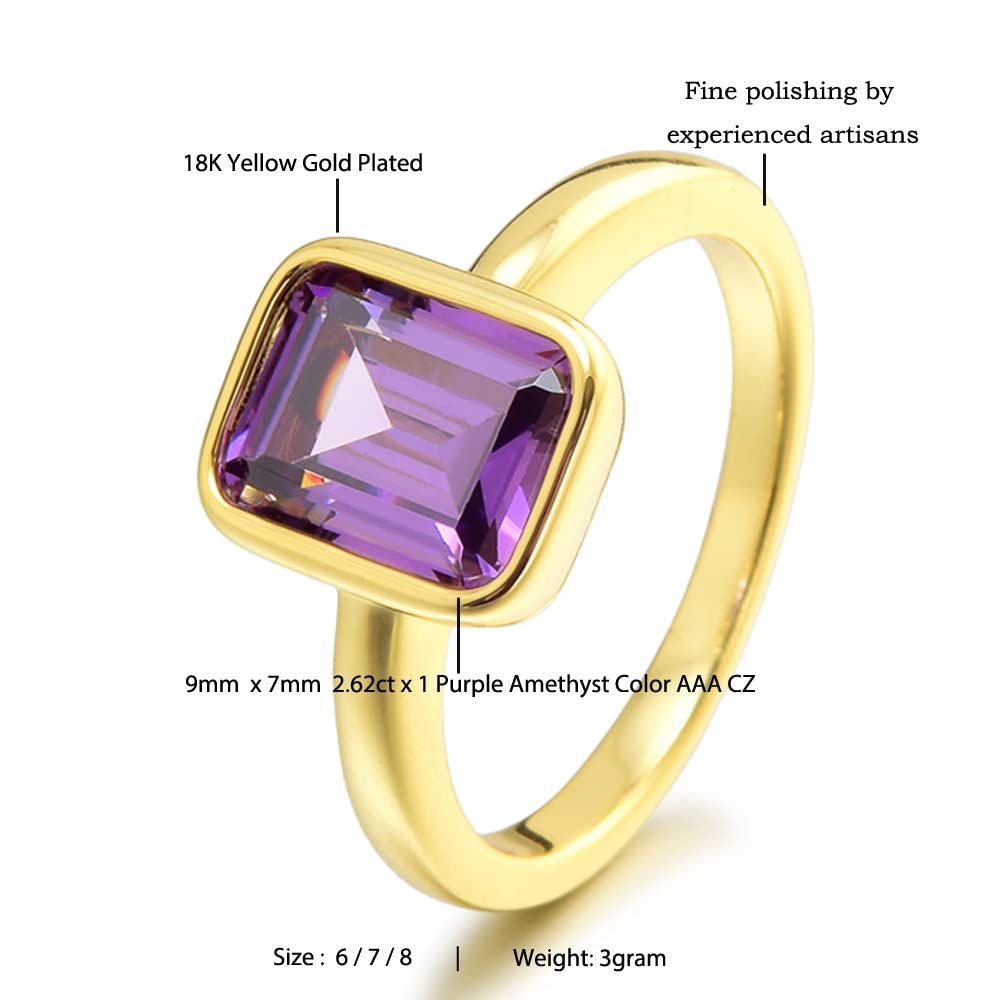 Fine polishing by
experienced artisans
18K Yellow Gold Plated
9mm x 7mm 2.62ct x 1 Purple Amethyst Color AAA CZ
Size : 6 / 7 / 8 | Weight: 3gram